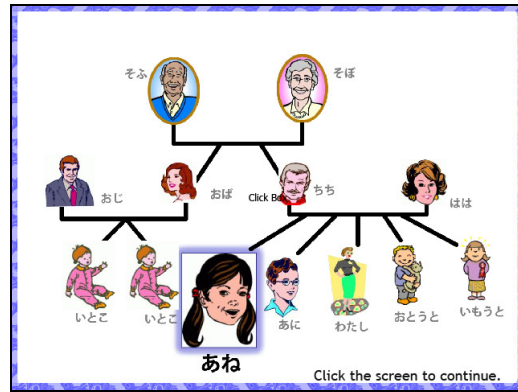 そふ
そぼ
おじ
おば
Click Bo
ちち
はは
いとこ
いとこ
あね
あに
わたし
おとうと
いもうと
Click the screen to continue.